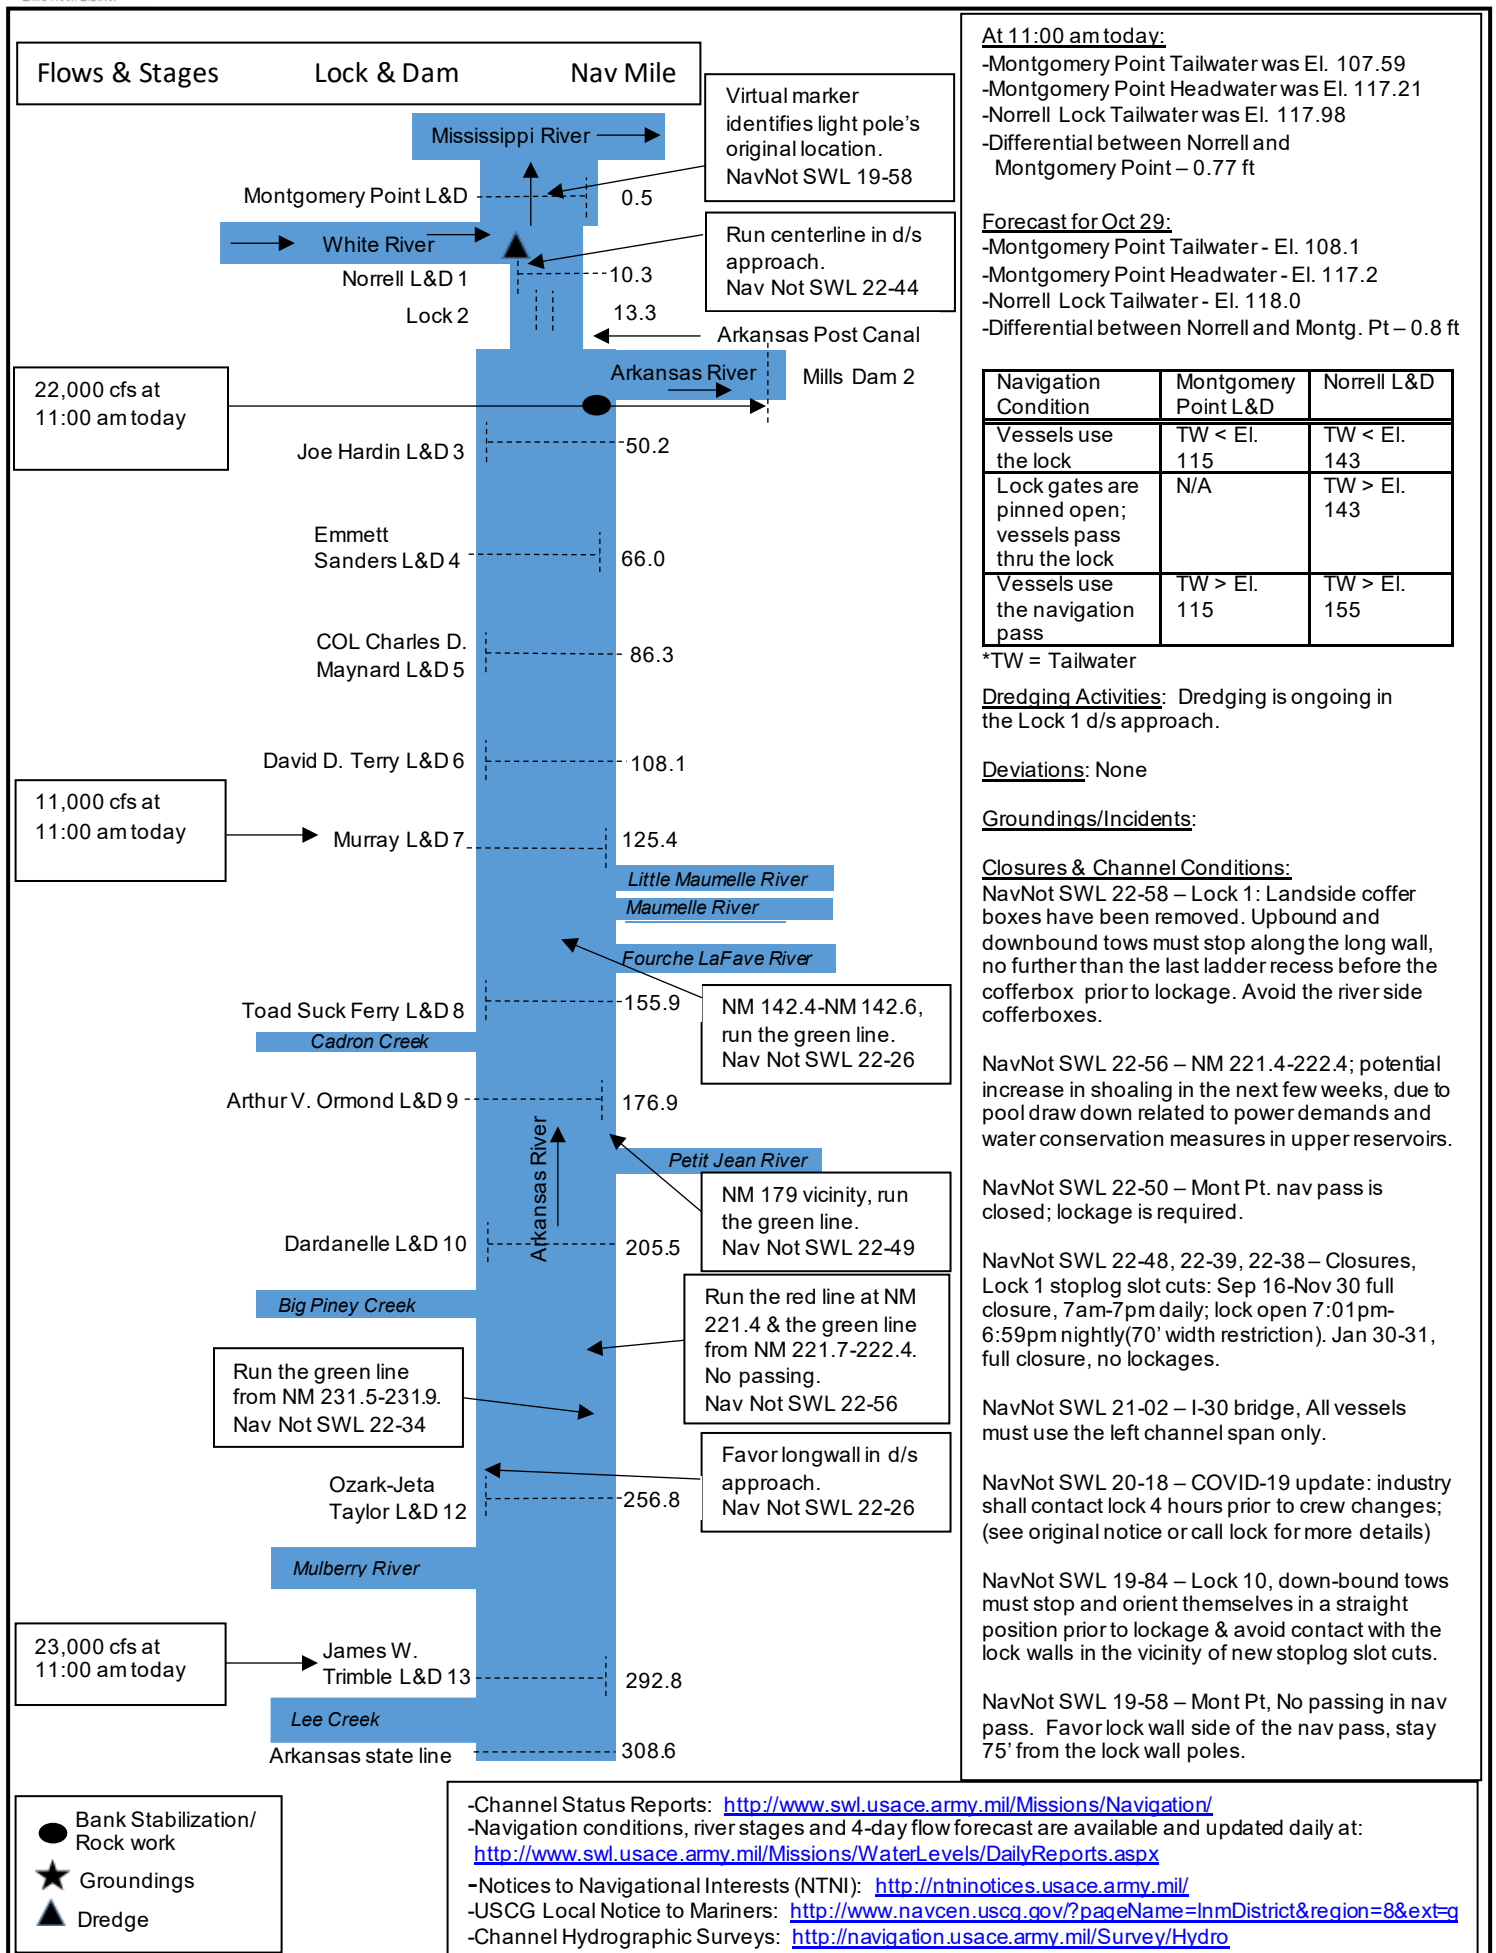 Flows & Stages Lock & Dam Nav Mile
Mississippi River
Virtual marker
identifies light pole's
original location.
NavNot SWL 19-58
Montgomery Point L&D
0.5
White River
Run centerline in d/s
approach.
Nav Not SWL 22-44
Norrell L&D 1
10.3
Lock 2
13.3
Arkansas Post Canal
Arkansas River
Mills Dam 2
22,000 cfs at
11:00 am today
Joe Hardin L&D 3
50.2
Emmett
Sanders L&D 4
66.0
COL Charles D.
Maynard L&D 5
86.3
David D. Terry L&D 6
108.1
11,000 cfs at
11:00 am today
Murray L&D 7
125.4
Little Maumelle River
Maumelle River
Fourche LaFave River
Toad Suck Ferry L&D 8
155.9
NM 142.4-NM 142.6,
run the green line.
Nav Not SWL 22-26
Cadron Creek
Arthur V. Ormond L&D 9
176.9
Arkansas River
Petit Jean River
NM 179 vicinity, run
the green line.
Nav Not SWL 22-49
Dardanelle L&D 10
205.5
Big Piney Creek
Run the red line at NM
221.4 & the green line
from NM 221.7-222.4.
No passing.
Nav Not SWL 22-56
Run the green line
from NM 231.5-231.9.
Nav Not SWL 22-34
Favor longwall in d/s
approach.
Nav Not SWL 22-26
Ozark-Jeta
Taylor L&D 12
256.8
Mulberry River
23,000 cfs at
11:00 am today
James W.
Trimble L&D 13
292.8
Lee Creek
Arkansas state line
308.6
At 11:00 am today:
-Montgomery Point Tailwater was El. 107.59
-Montgomery Point Headwater was El. 117.21
-Norrell Lock Tailwater was El. 117.98
-Differential between Norrell and
Montgomery Point – 0.77 ft
Forecast for Oct 29:
-Montgomery Point Tailwater - El. 108.1
-Montgomery Point Headwater - El. 117.2
-Norrell Lock Tailwater - El. 118.0
-Differential between Norrell and Montg. Pt – 0.8 ft
Navigation Montgomery Norrell L&D
Condition Point L&D
Vessels use TW < El. TW < El.
the lock 115 143
Lock gates are N/A TW > El.
pinned open; 143
vessels pass
thru the lock
Vessels use TW > El. TW > El.
the navigation 115 155
pass
*TW = Tailwater
Dredging Activities: Dredging is ongoing in
the Lock 1 d/s approach.
Deviations: None
Groundings/Incidents:
Closures & Channel Conditions:
NavNot SWL 22-58 – Lock 1: Landside coffer
boxes have been removed. Upbound and
downbound tows must stop along the long wall,
no further than the last ladder recess before the
cofferbox prior to lockage. Avoid the river side
cofferboxes.
NavNot SWL 22-56 – NM 221.4-222.4; potential
increase in shoaling in the next few weeks, due to
pool draw down related to power demands and
water conservation measures in upper reservoirs.
NavNot SWL 22-50 – Mont Pt. nav pass is
closed; lockage is required.
NavNot SWL 22-48, 22-39, 22-38 – Closures,
Lock 1 stoplog slot cuts: Sep 16-Nov 30 full
closure, 7am-7pm daily; lock open 7:01pm-
6:59pm nightly(70' width restriction). Jan 30-31,
full closure, no lockages.
NavNot SWL 21-02 – I-30 bridge, All vessels
must use the left channel span only.
NavNot SWL 20-18 – COVID-19 update: industry
shall contact lock 4 hours prior to crew changes;
(see original notice or call lock for more details)
NavNot SWL 19-84 – Lock 10, down-bound tows
must stop and orient themselves in a straight
position prior to lockage & avoid contact with the
lock walls in the vicinity of new stoplog slot cuts.
NavNot SWL 19-58 – Mont Pt, No passing in nav
pass. Favor lock wall side of the nav pass, stay
75' from the lock wall poles.
Bank Stabilization/
Rock work
Groundings
Dredge
-Channel Status Reports: http://www.swl.usace.army.mil/Missions/Navigation/
-Navigation conditions, river stages and 4-day flow forecast are available and updated daily at:
http://www.swl.usace.army.mil/Missions/WaterLevels/DailyReports.aspx
-Notices to Navigational Interests (NTNI): http://ntninotices.usace.army.mil/
-USCG Local Notice to Mariners: http://www.navcen.uscg.gov/?pageName=lnmDistrict&region=8&ext=g
-Channel Hydrographic Surveys: http://navigation.usace.army.mil/Survey/Hydro